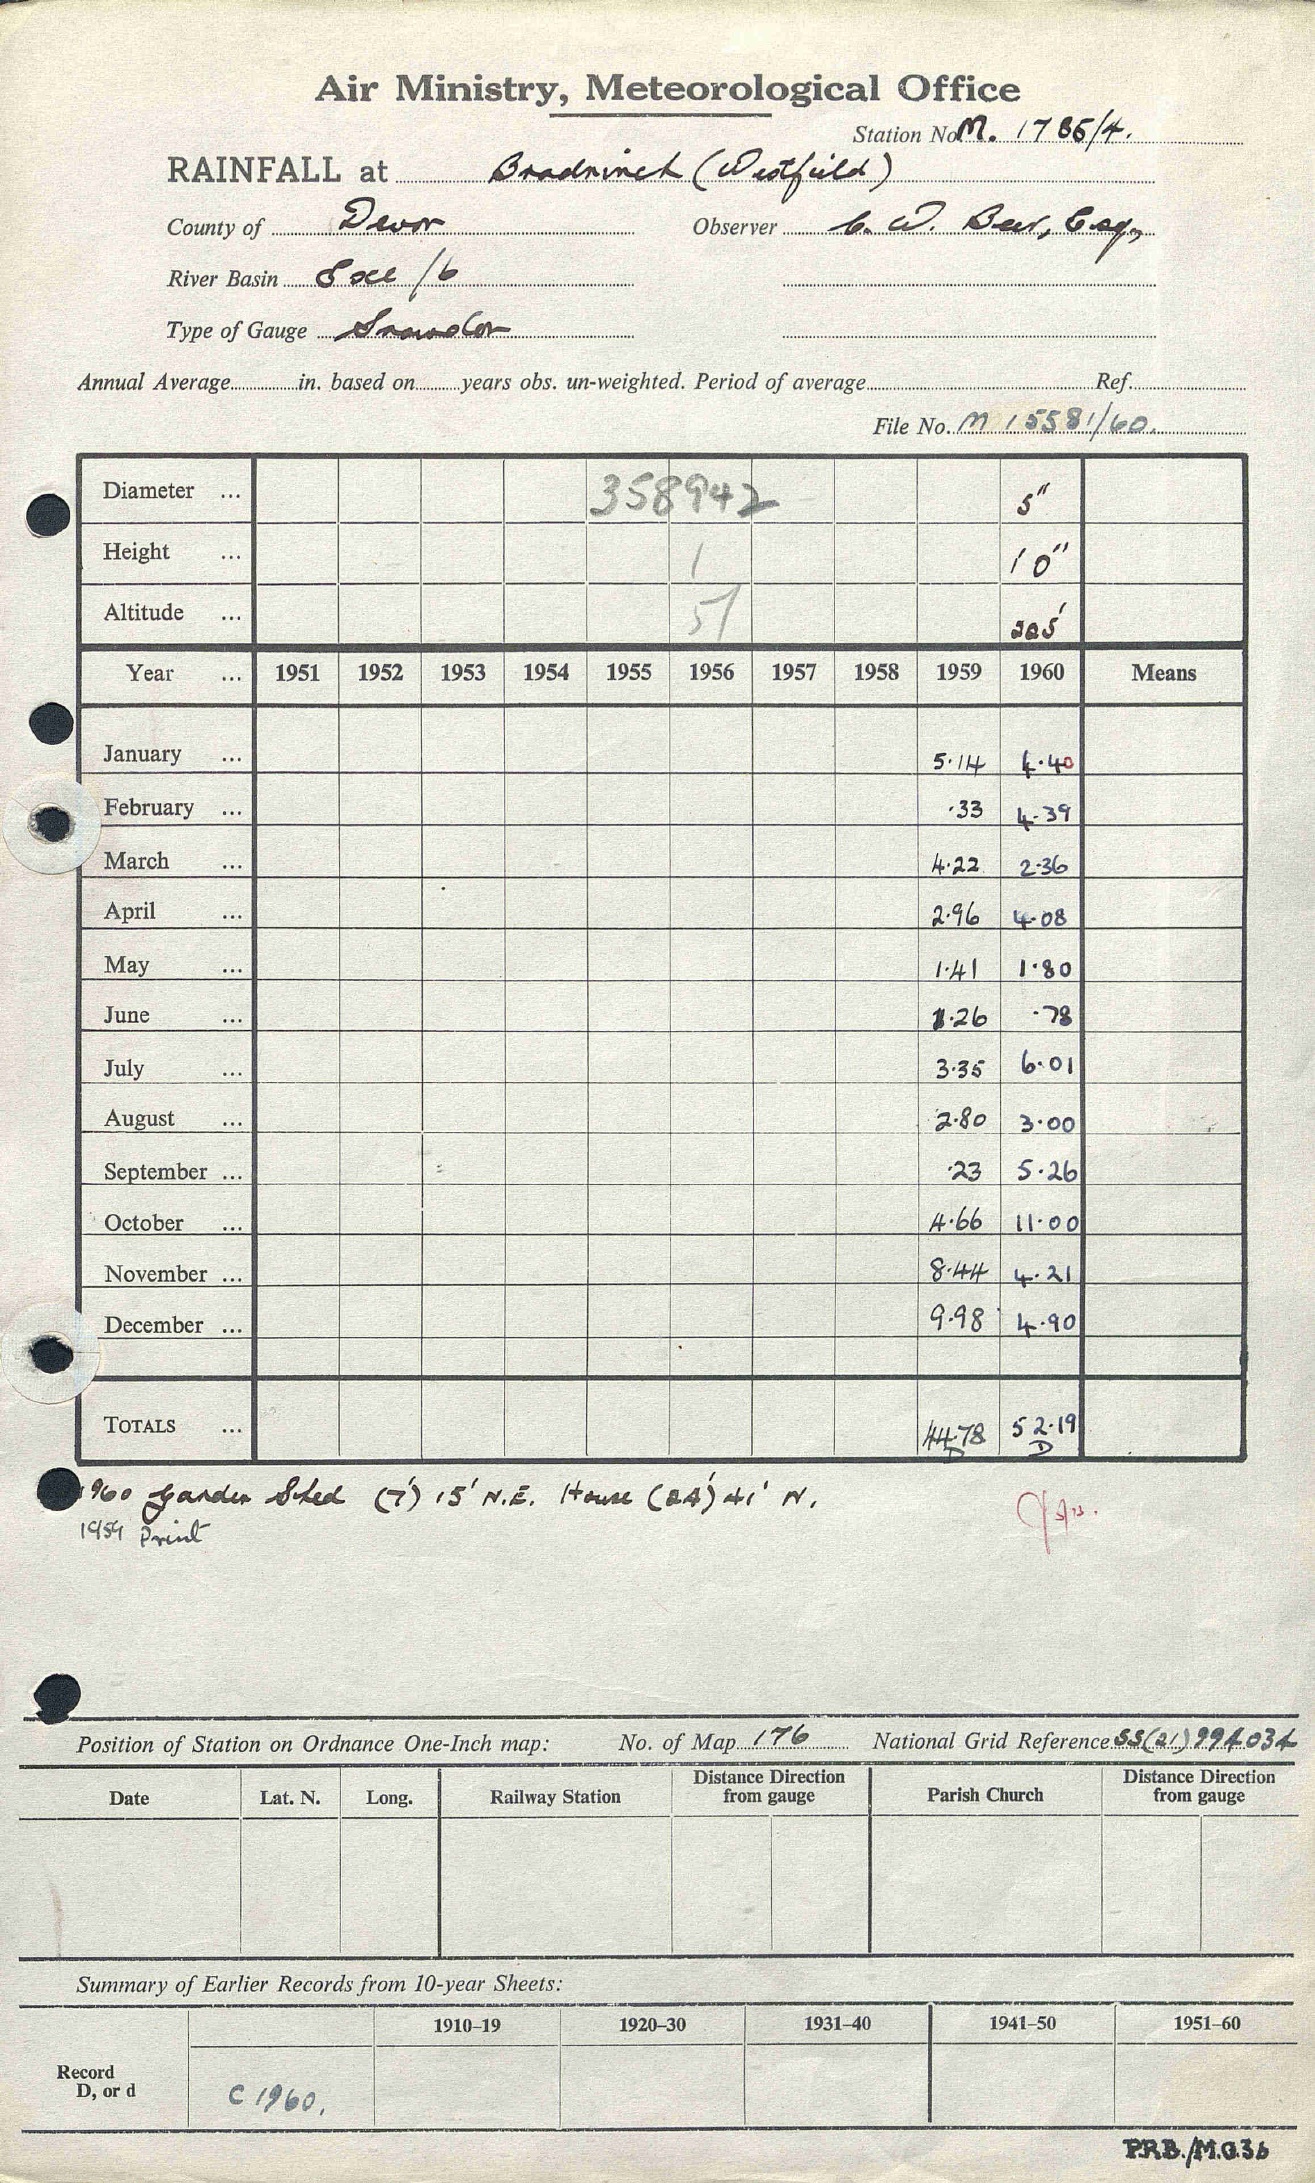 Air Ministry, Meteorological Office
Station No. M. 1785/4.
RAINFALL at Bradninch (Westfield)
County of Devon Observer C. W. Beer, Esq,
River Basin Exe /6
Type of Gauge Snowdon
Annual Average in. based on years obs. un-weighted. Period of average Ref.
File No. M 15581/60.
Diameter ... 358942 5"
Height ... 1 1'0"
Altitude ... 51 225'
Year ... 1951 1952 1953 1954 1955 1956 1957 1958 1959 1960 Means
January ... 5.14 4.40
February ... .33 4.39
March ... 4.22 2.36
April ... 2.96 4.08
May ... 1.41 1.80
June ... 1.26 .78
July ... 3.35 6.01
August ... 2.80 3.00
September ... .23 5.26
October ... 4.66 11.00
November ... 8.44 4.21
December ... 9.98 4.90
TOTALS ... 44.78 52.19
D D
1960 Garden Shed (7') 15' N.E. House (24') 41' N.
1959 Print
Position of Station on Ordnance One-Inch map: No. of Map 176 National Grid Reference SS(21)994034
Date Lat. N. Long. Railway Station Distance Direction from gauge Parish Church Distance Direction from gauge
Summary of Earlier Records from 10-year Sheets:
1910–19 1920–30 1931–40 1941–50 1951–60
Record
D, or d C 1960.
P.R.B./M.O.3b